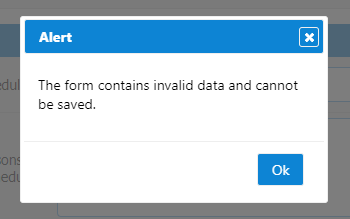 Alert
The form contains invalid data and cannot
be saved.
Ok